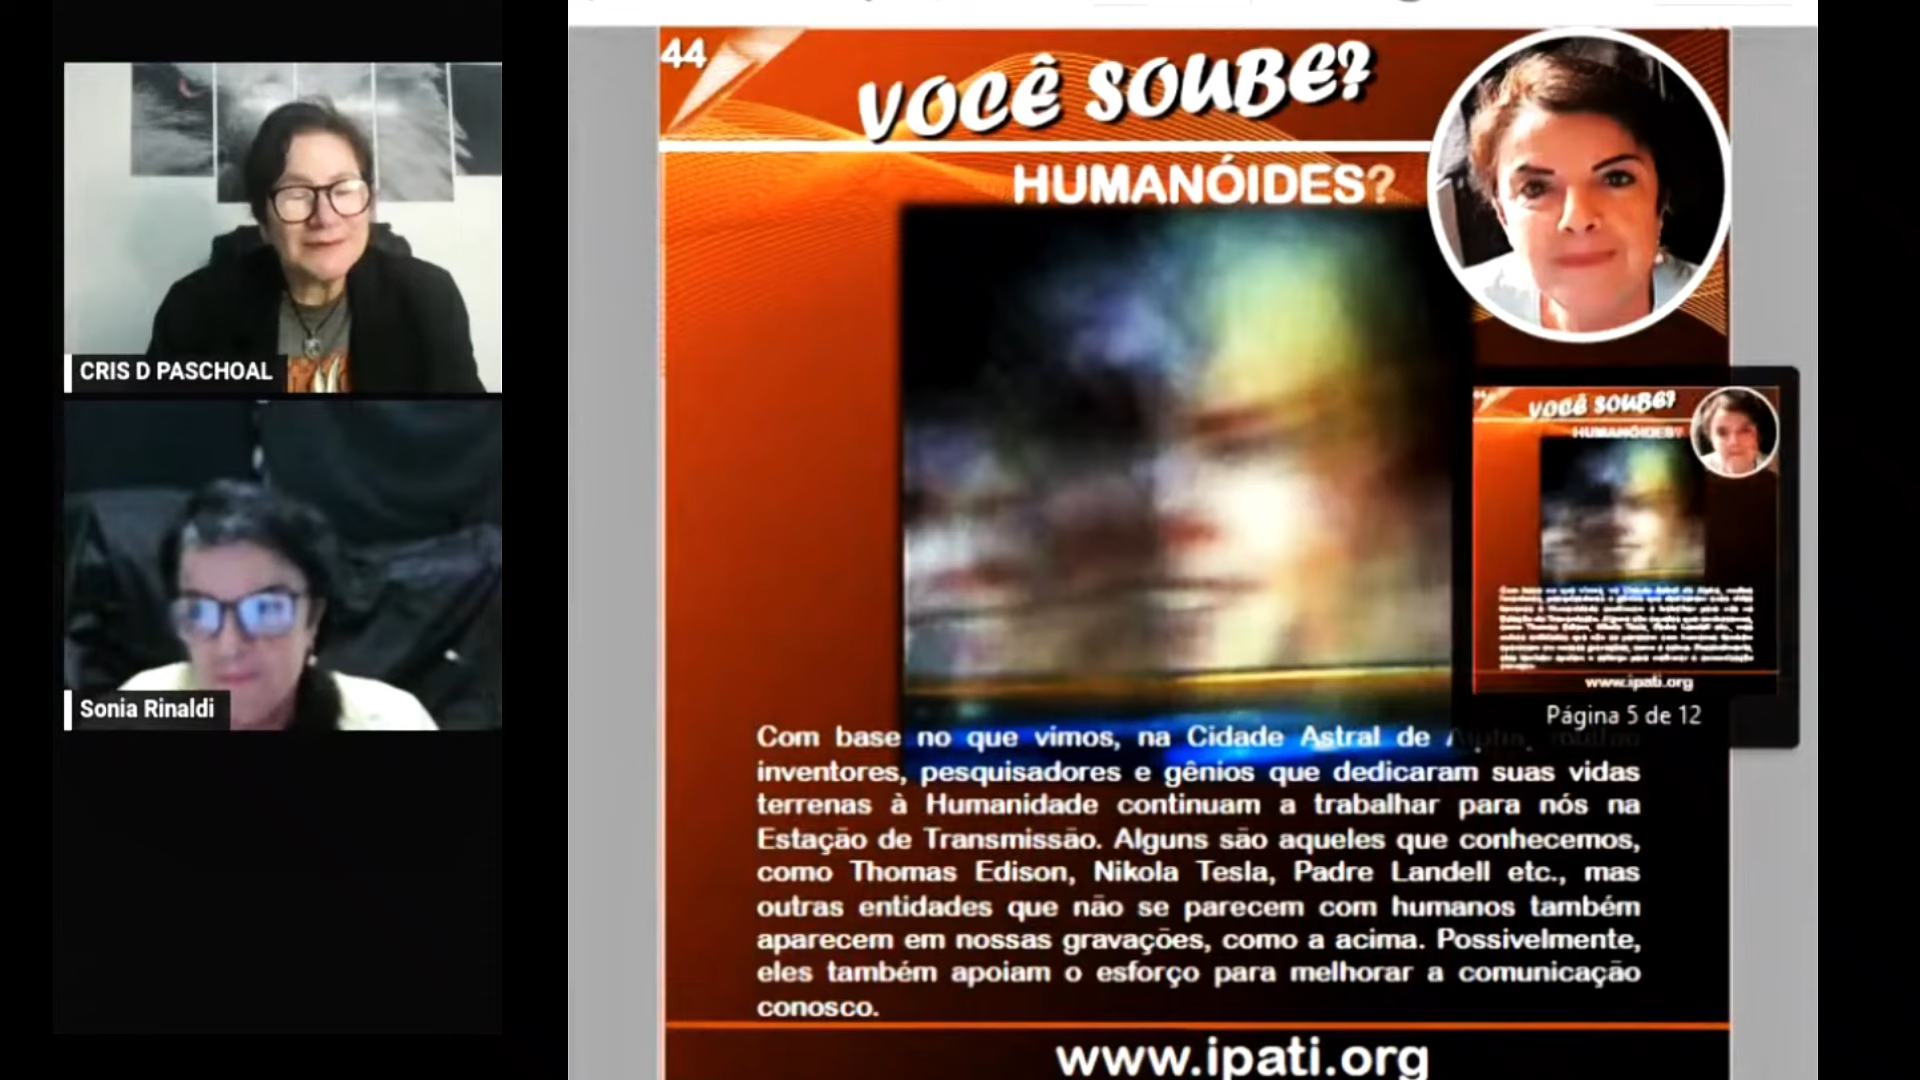 CRIS D PASCHOAL
Sonia Rinaldi
44
VOCÊ SOUBE?
HUMANÓIDES?
Com base no que vimos, na Cidade Astral de Alpha, muitos
inventores, pesquisadores e gênios que dedicaram suas vidas
terrenas à Humanidade continuam a trabalhar para nós na
Estação de Transmissão. Alguns são aqueles que conhecemos,
como Thomas Edison, Nikola Tesla, Padre Landell etc., mas
outras entidades que não se parecem com humanos também
aparecem em nossas gravações, como a acima. Possivelmente,
eles também apoiam o esforço para melhorar a comunicação
conosco.
www.ipati.org
VOCÊ SOUBE?
HUMANÓIDES?
www.ipati.org
Página 5 de 12